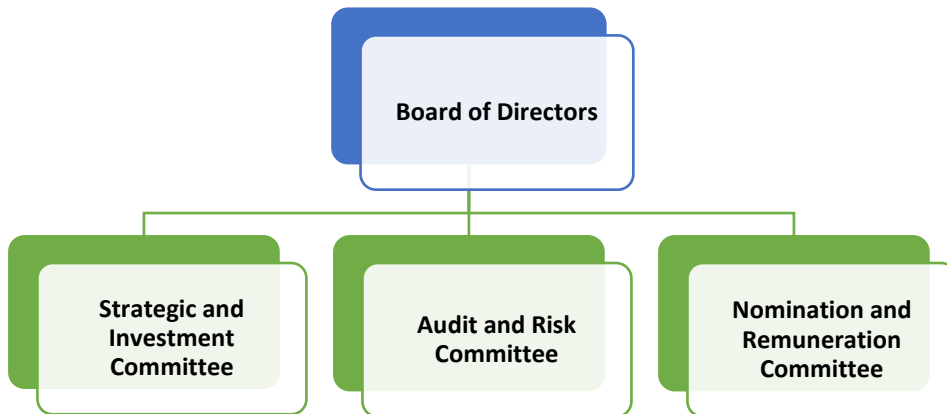 Board of Directors
Strategic and
Investment
Committee
Audit and Risk
Committee
Nomination and
Remuneration
Committee